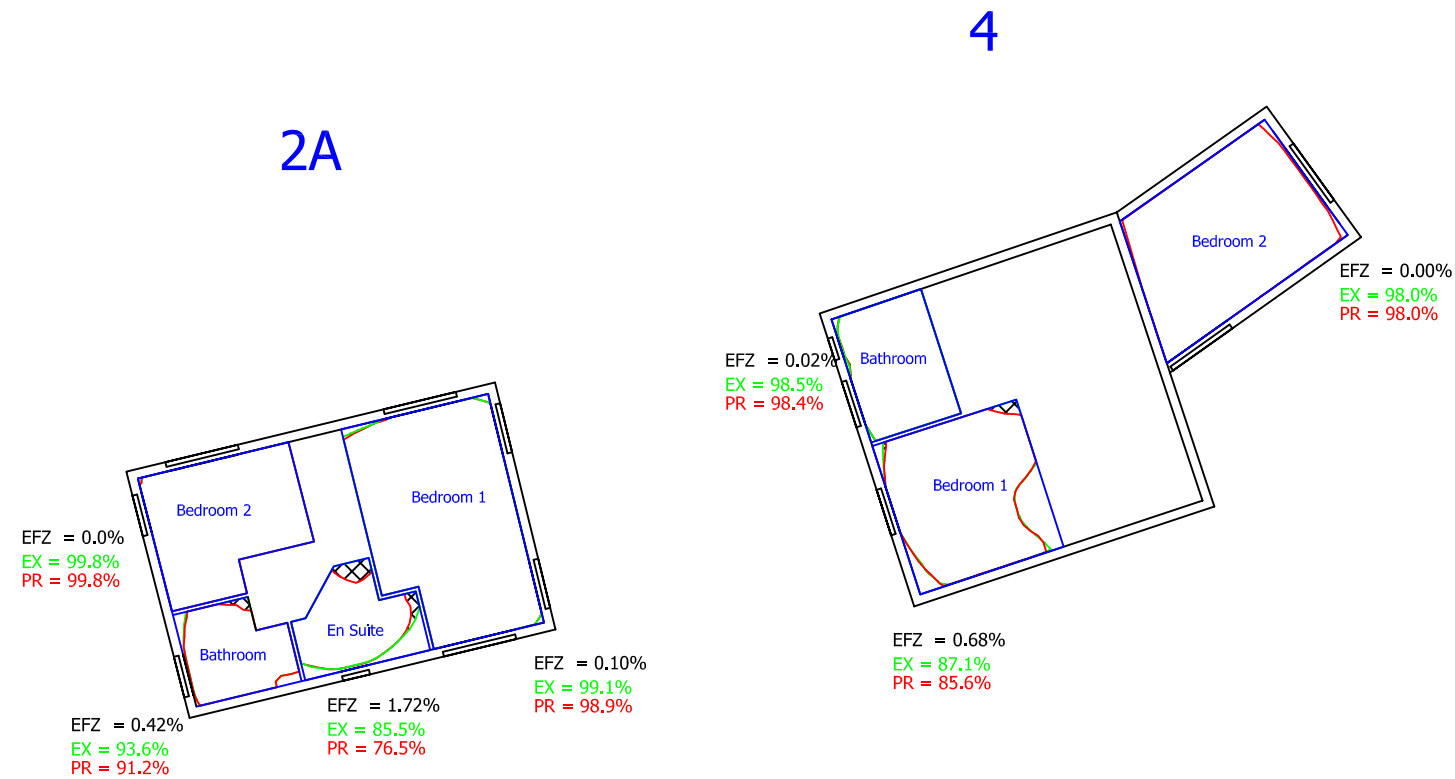 4
2A
Bedroom 2
EFZ = 0.00%
EX = 98.0%
PR = 98.0%
Bathroom
EFZ = 0.02%
EX = 98.5%
PR = 98.4%
Bedroom 1
EFZ = 0.68%
EX = 87.1%
PR = 85.6%
Bedroom 1
Bedroom 2
EFZ = 0.0%
EX = 99.8%
PR = 99.8%
En Suite
Bathroom
EFZ = 0.10%
EX = 99.1%
PR = 98.9%
EFZ = 1.72%
EX = 85.5%
PR = 76.5%
EFZ = 0.42%
EX = 93.6%
PR = 91.2%